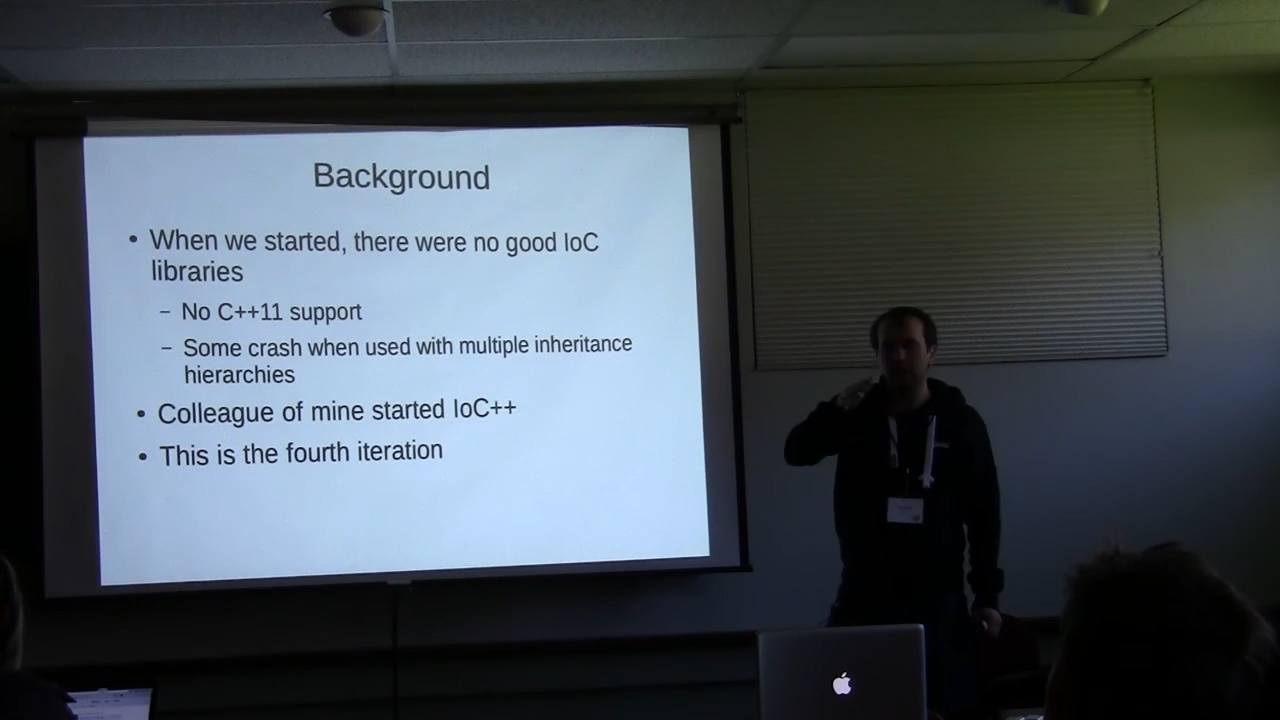 Background
• When we started, there were no good IoC
libraries
– No C++11 support
– Some crash when used with multiple inheritance
hierarchies
• Colleague of mine started IoC++
• This is the fourth iteration